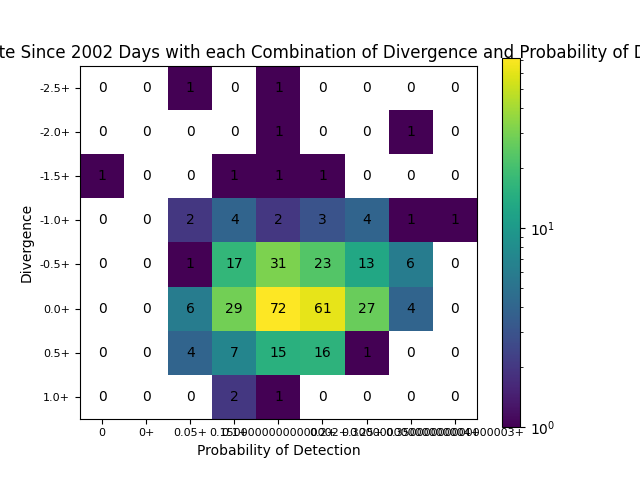 te Since 2002 Days with each Combination of Divergence and Probability of D
-2.5+ 0 0 1 0 1 0 0 0 0
-2.0+ 0 0 0 0 1 0 0 1 0
-1.5+ 1 0 0 1 1 1 0 0 0
-1.0+ 0 0 2 4 2 3 4 1 1
-0.5+ 0 0 1 17 31 23 13 6 0
0.0+ 0 0 6 29 72 61 27 4 0
0.5+ 0 0 4 7 15 16 1 0 0
1.0+ 0 0 0 2 1 0 0 0 0
0 0+ 0.05+
Probability of Detection
Divergence
10¹
10⁰